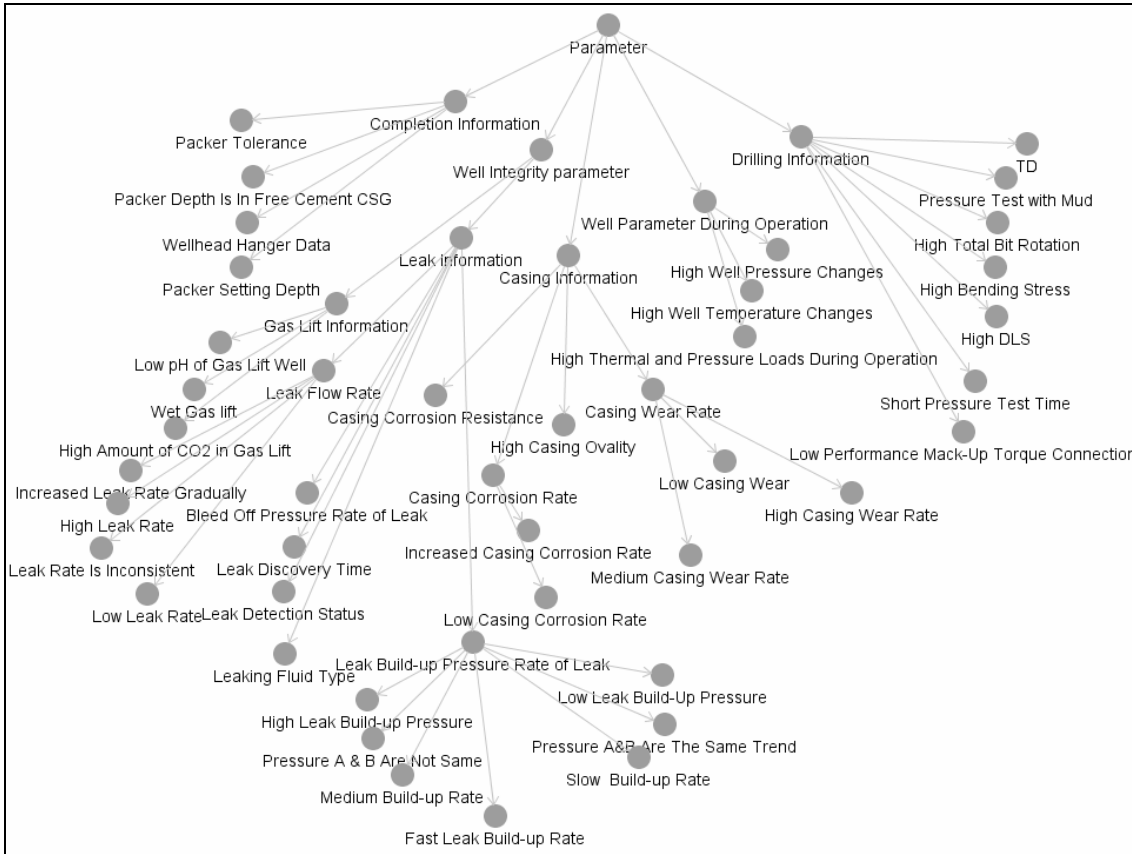 Parameter
Completion Information
Packer Tolerance
Drilling Information
TD
Well Integrity parameter
Packer Depth Is In Free Cement CSG
Pressure Test with Mud
Well Parameter During Operation
Wellhead Hanger Data
High Total Bit Rotation
Leak information
Casing Information
High Well Pressure Changes
Packer Setting Depth
High Bending Stress
High Well Temperature Changes
Gas Lift Information
High DLS
High Thermal and Pressure Loads During Operation
Low pH of Gas Lift Well
Leak Flow Rate
Short Pressure Test Time
Wet Gas lift
Casing Corrosion Resistance
Casing Wear Rate
High Amount of CO2 in Gas Lift
High Casing Ovality
Low Performance Mack-Up Torque Connection
Low Casing Wear
Increased Leak Rate Gradually
Casing Corrosion Rate
Bleed Off Pressure Rate of Leak
High Casing Wear Rate
High Leak Rate
Increased Casing Corrosion Rate
Leak Rate Is Inconsistent
Leak Discovery Time
Medium Casing Wear Rate
Low Leak Rate
Leak Detection Status
Low Casing Corrosion Rate
Leak Build-up Pressure Rate of Leak
Leaking Fluid Type
Low Leak Build-Up Pressure
High Leak Build-up Pressure
Pressure A&B Are The Same Trend
Pressure A & B Are Not Same
Slow  Build-up Rate
Medium Build-up Rate
Fast Leak Build-up Rate